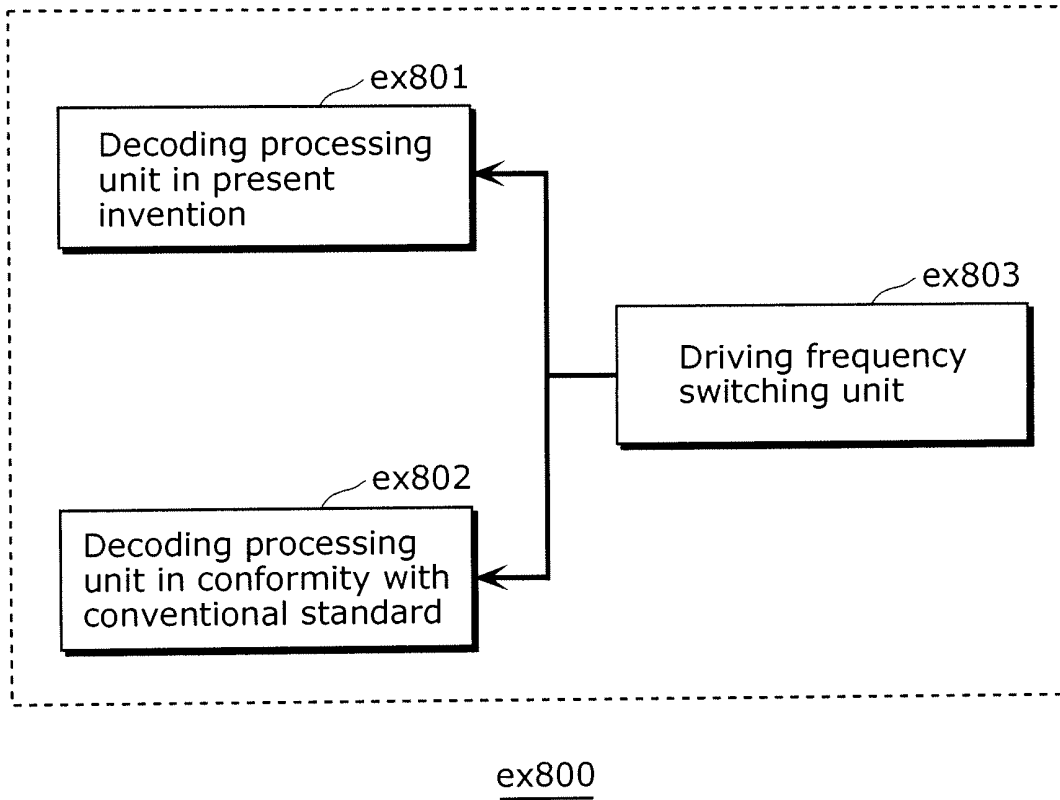 ex801
Decoding processing
unit in present
invention
ex803
Driving frequency
switching unit
ex802
Decoding processing
unit in conformity with
conventional standard
ex800